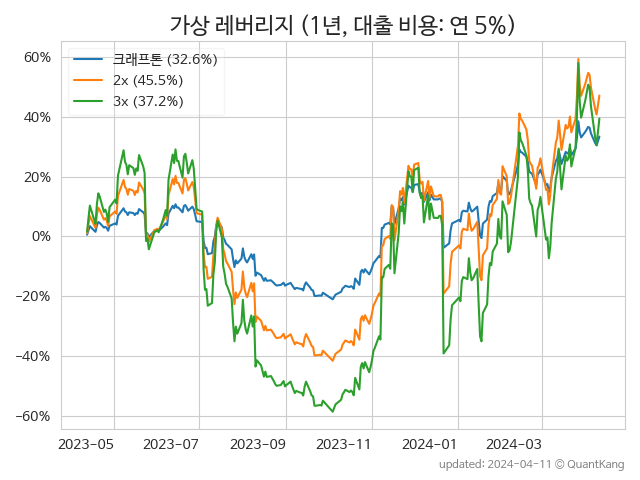 가상 레버리지 (1년, 대출 비용: 연 5%)
크래프톤 (32.6%)
2x (45.5%)
3x (37.2%)
60%
40%
20%
0%
−20%
−40%
−60%
2023-05 2023-07 2023-09 2023-11 2024-01 2024-03
updated: 2024-04-11 © QuantKang